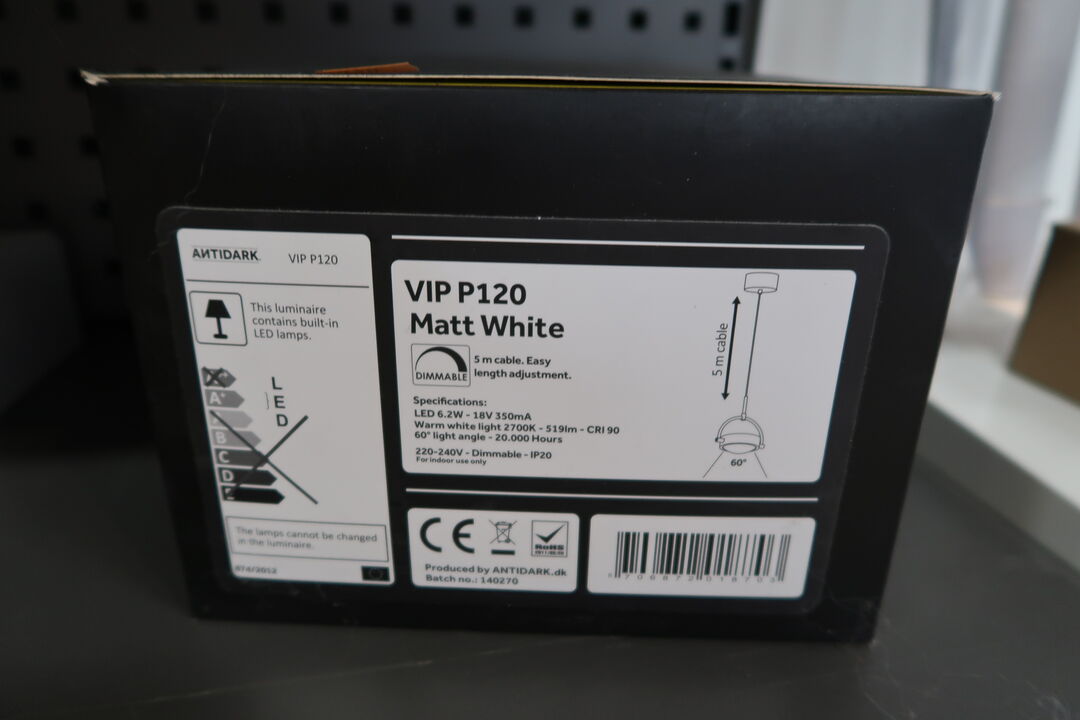 ANTIDARK. VIP P120
This luminaire
contains built-in
LED lamps.
A++
A+
A
B
C
D
E
L
E
D
The lamps cannot be changed
in the luminaire.
874/2012
VIP P120
Matt White
DIMMABLE
5 m cable. Easy
length adjustment.
Specifications:
LED 6.2W - 18V 350mA
Warm white light 2700K - 519lm - CRI 90
60° light angle - 20.000 Hours
220-240V - Dimmable - IP20
For indoor use only
5 m cable
60°
CE
RoHS
Produced by ANTIDARK.dk
Batch no.: 140270
5 706872 018703